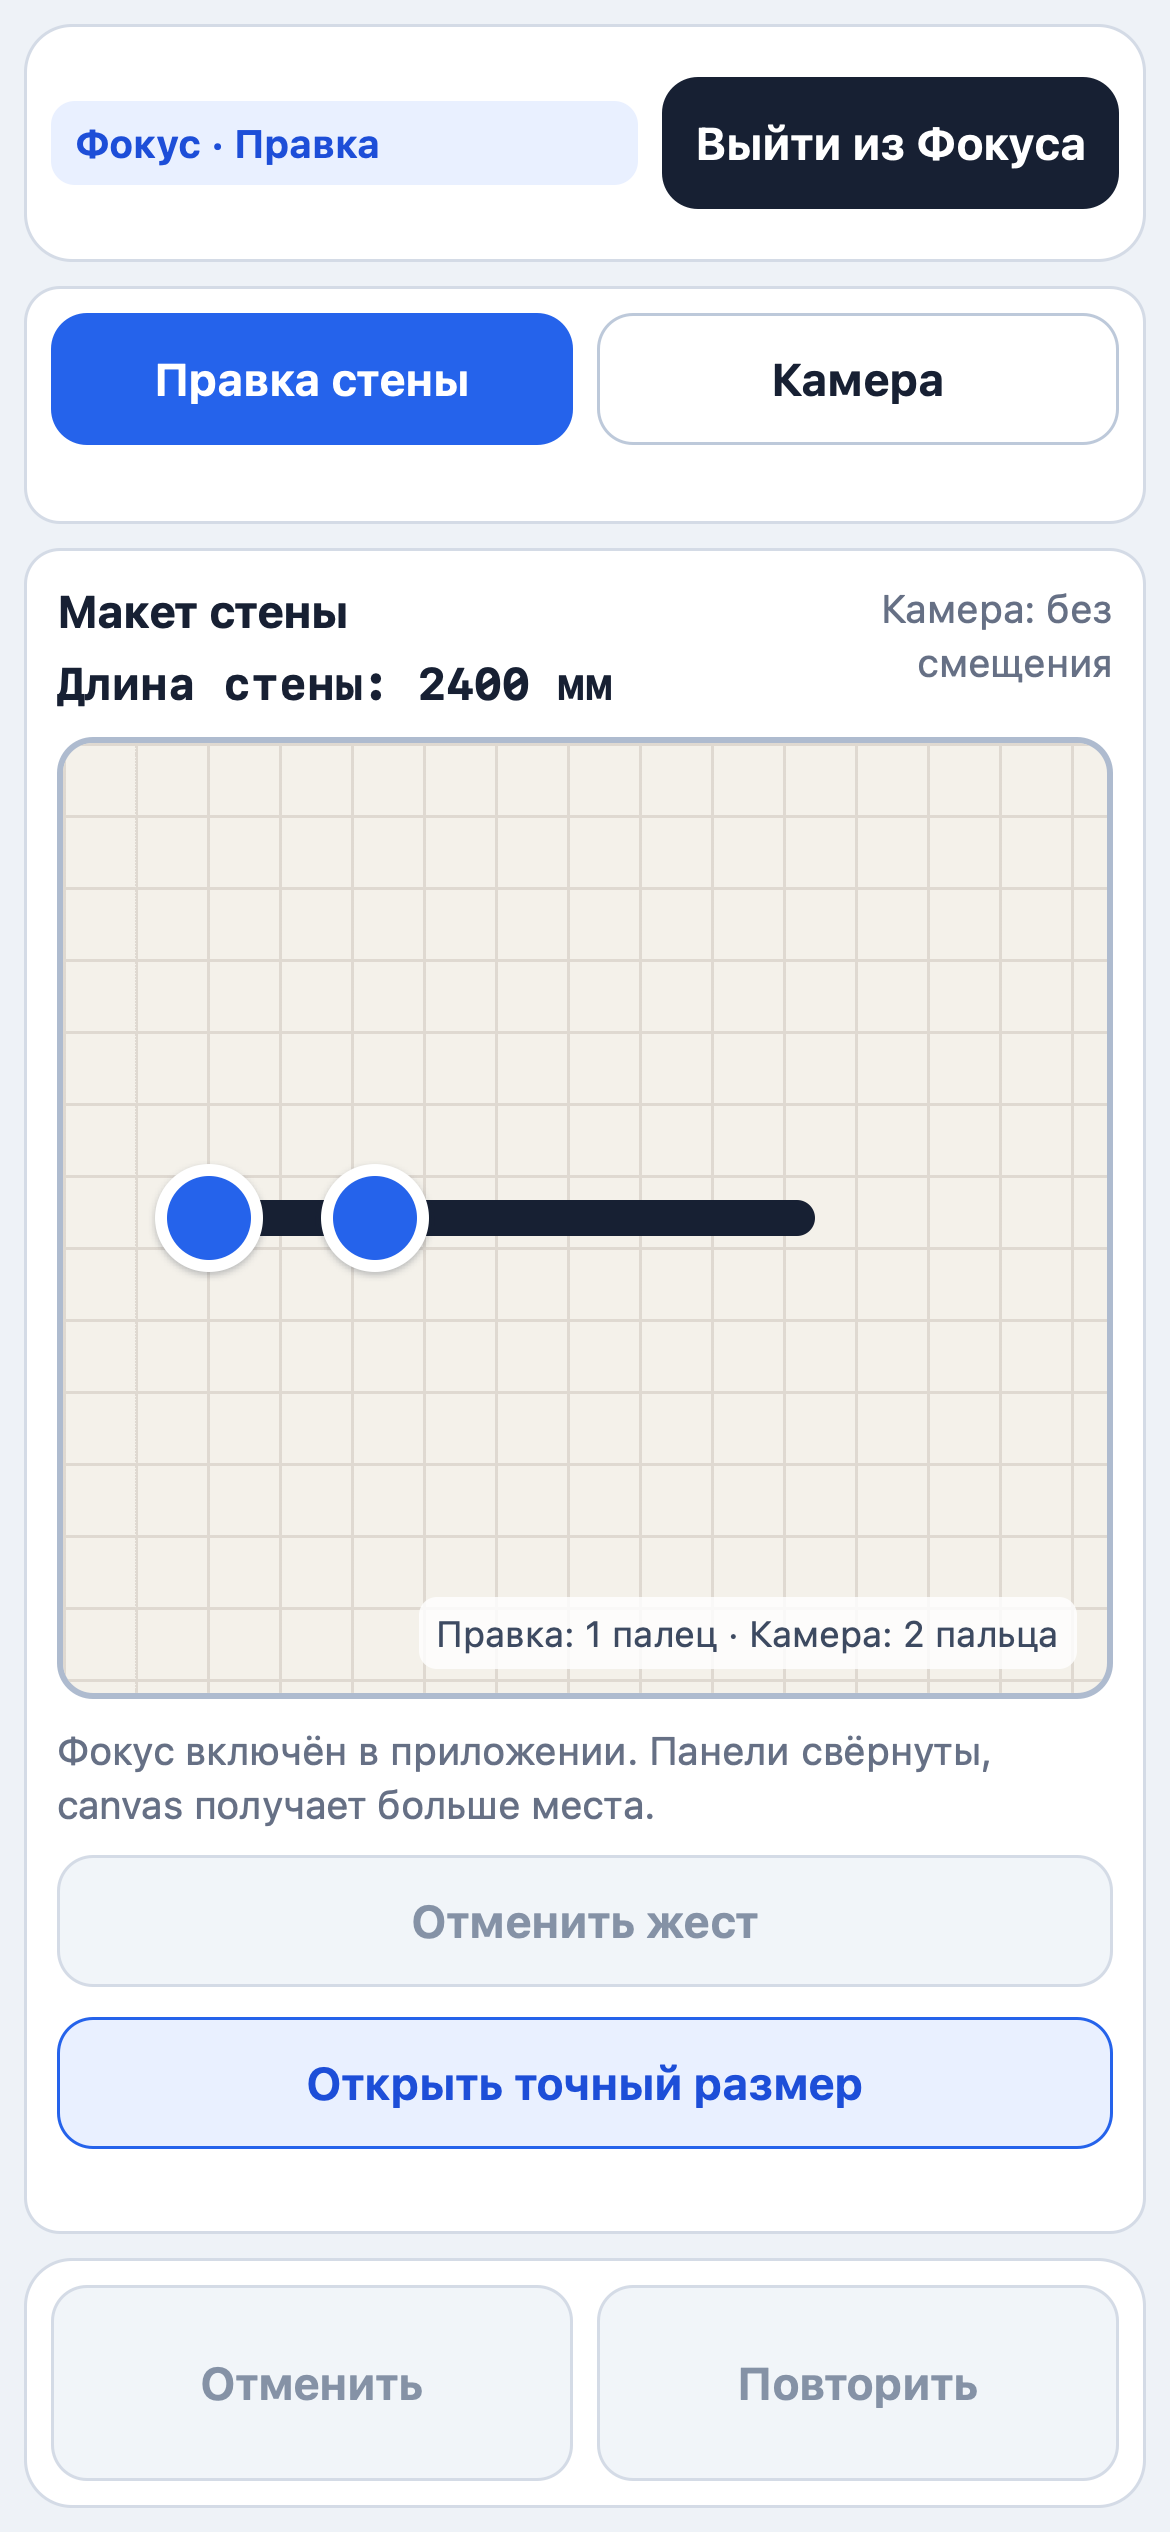 Фокус · Правка
Выйти из Фокуса
Правка стены
Камера
Макет стены
Камера: без
смещения
Длина стены: 2400 мм
Правка: 1 палец · Камера: 2 пальца
Фокус включён в приложении. Панели свёрнуты,
canvas получает больше места.
Отменить жест
Открыть точный размер
Отменить
Повторить